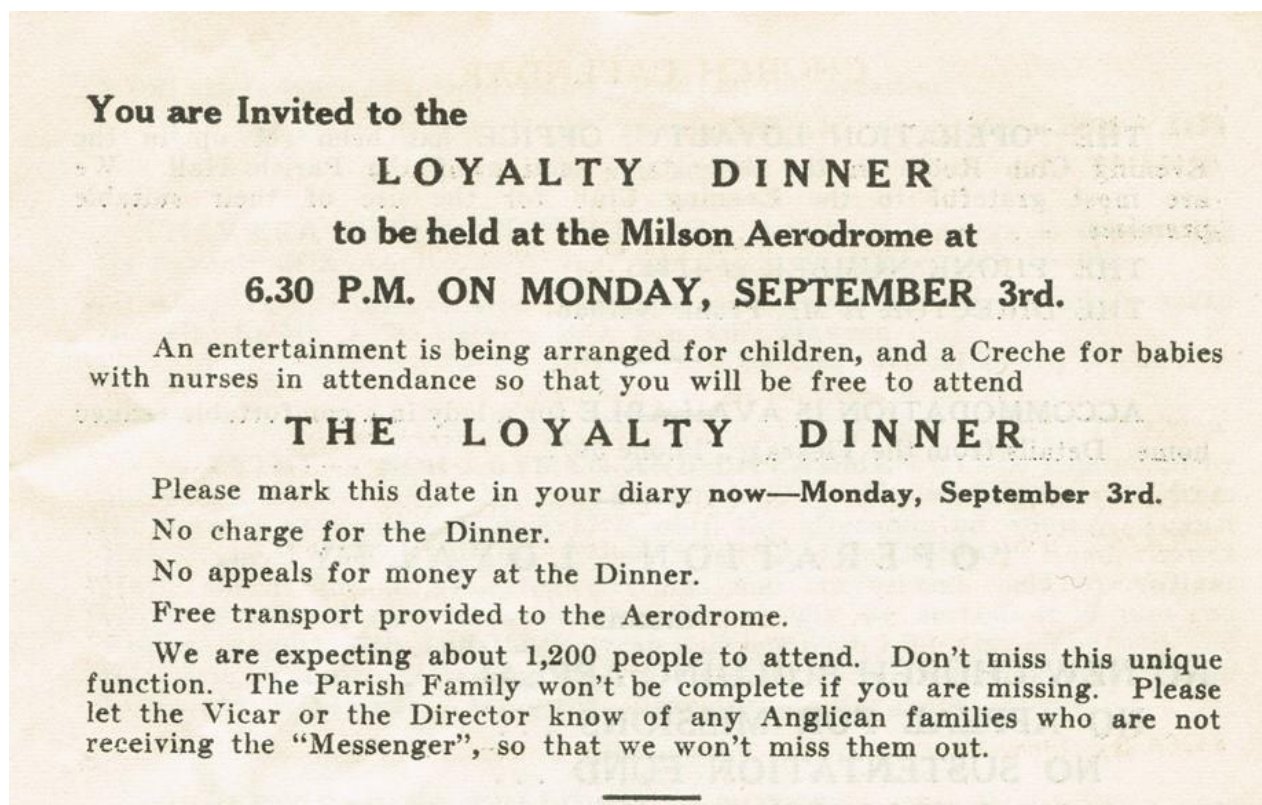 You are Invited to the
LOYALTY DINNER
to be held at the Milson Aerodrome at
6.30 P.M. ON MONDAY, SEPTEMBER 3rd.
An entertainment is being arranged for children, and a Creche for babies
with nurses in attendance so that you will be free to attend
THE LOYALTY DINNER
Please mark this date in your diary now—Monday, September 3rd.
No charge for the Dinner.
No appeals for money at the Dinner.
Free transport provided to the Aerodrome.
We are expecting about 1,200 people to attend. Don't miss this unique
function. The Parish Family won't be complete if you are missing. Please
let the Vicar or the Director know of any Anglican families who are not
receiving the "Messenger", so that we won't miss them out.